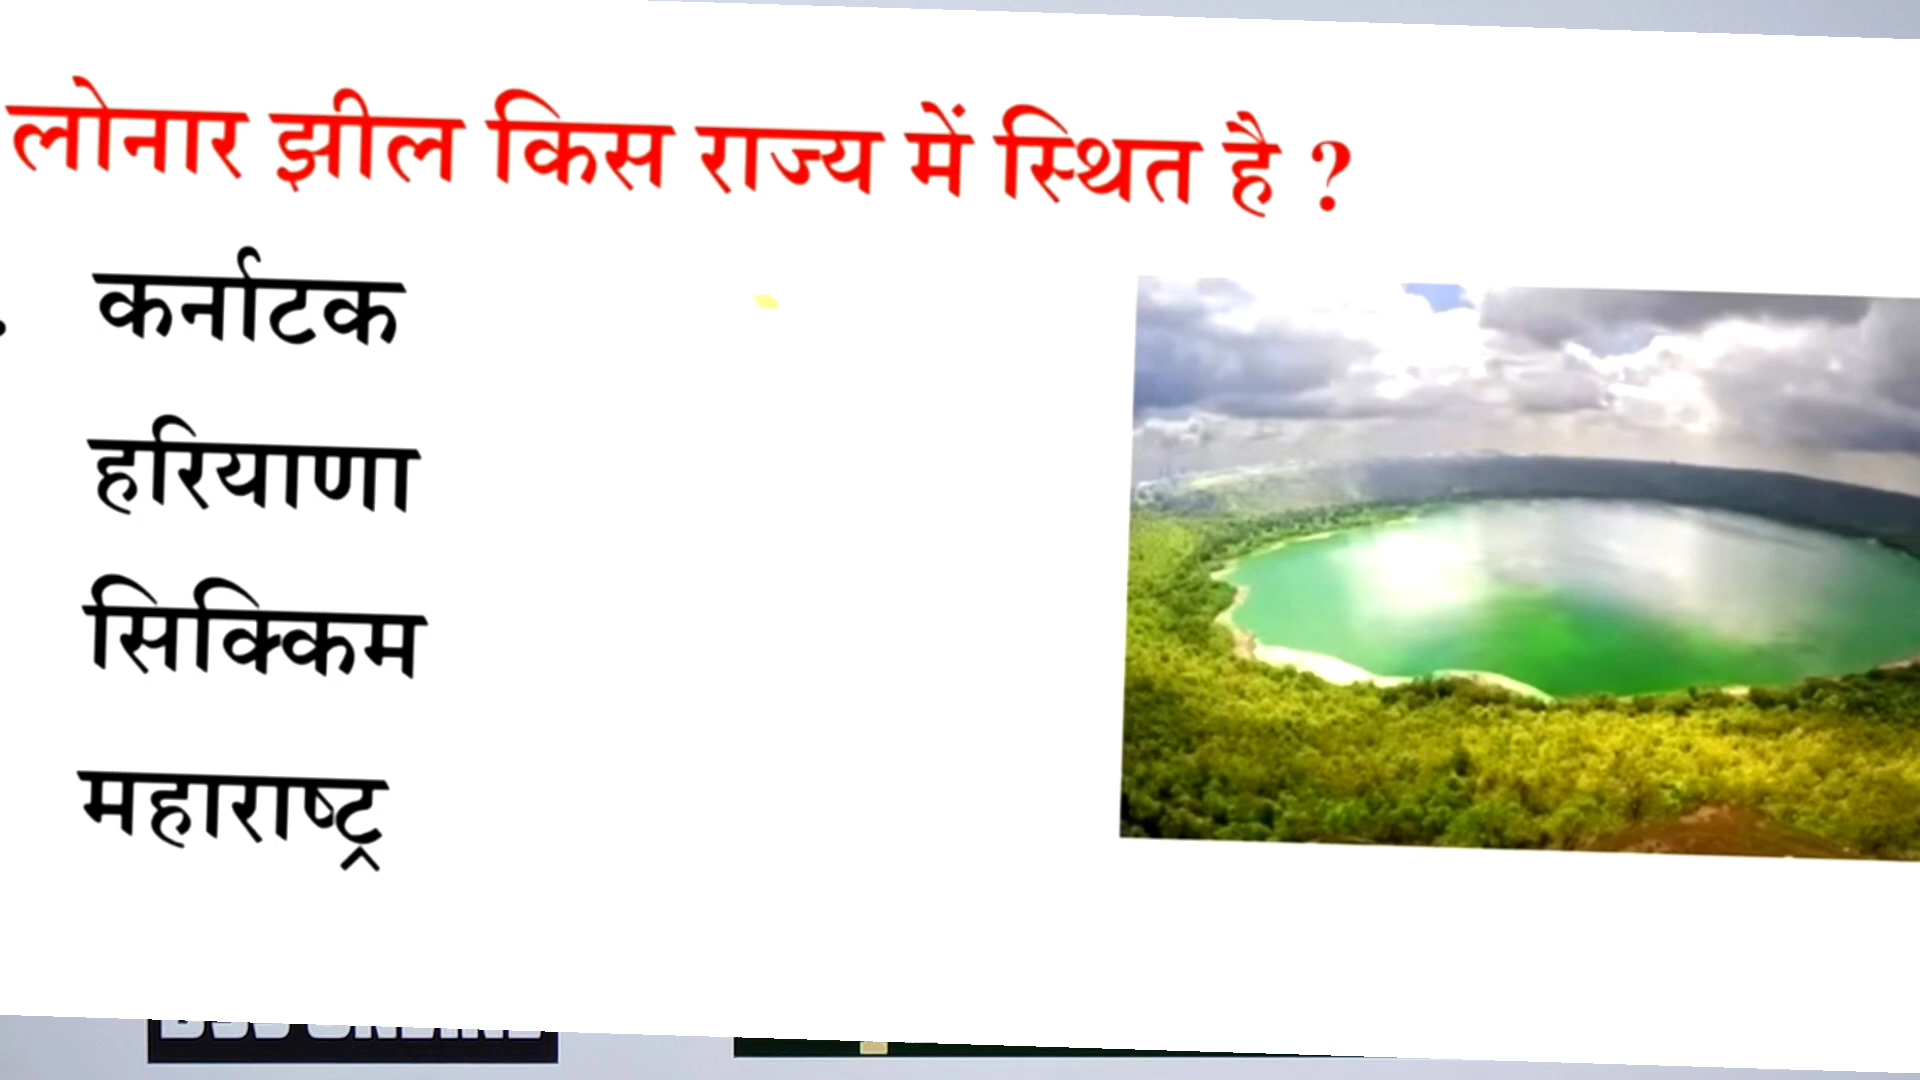 लोनार झील किस राज्य में स्थित है ?
कर्नाटक
हरियाणा
सिक्किम
महाराष्ट्र